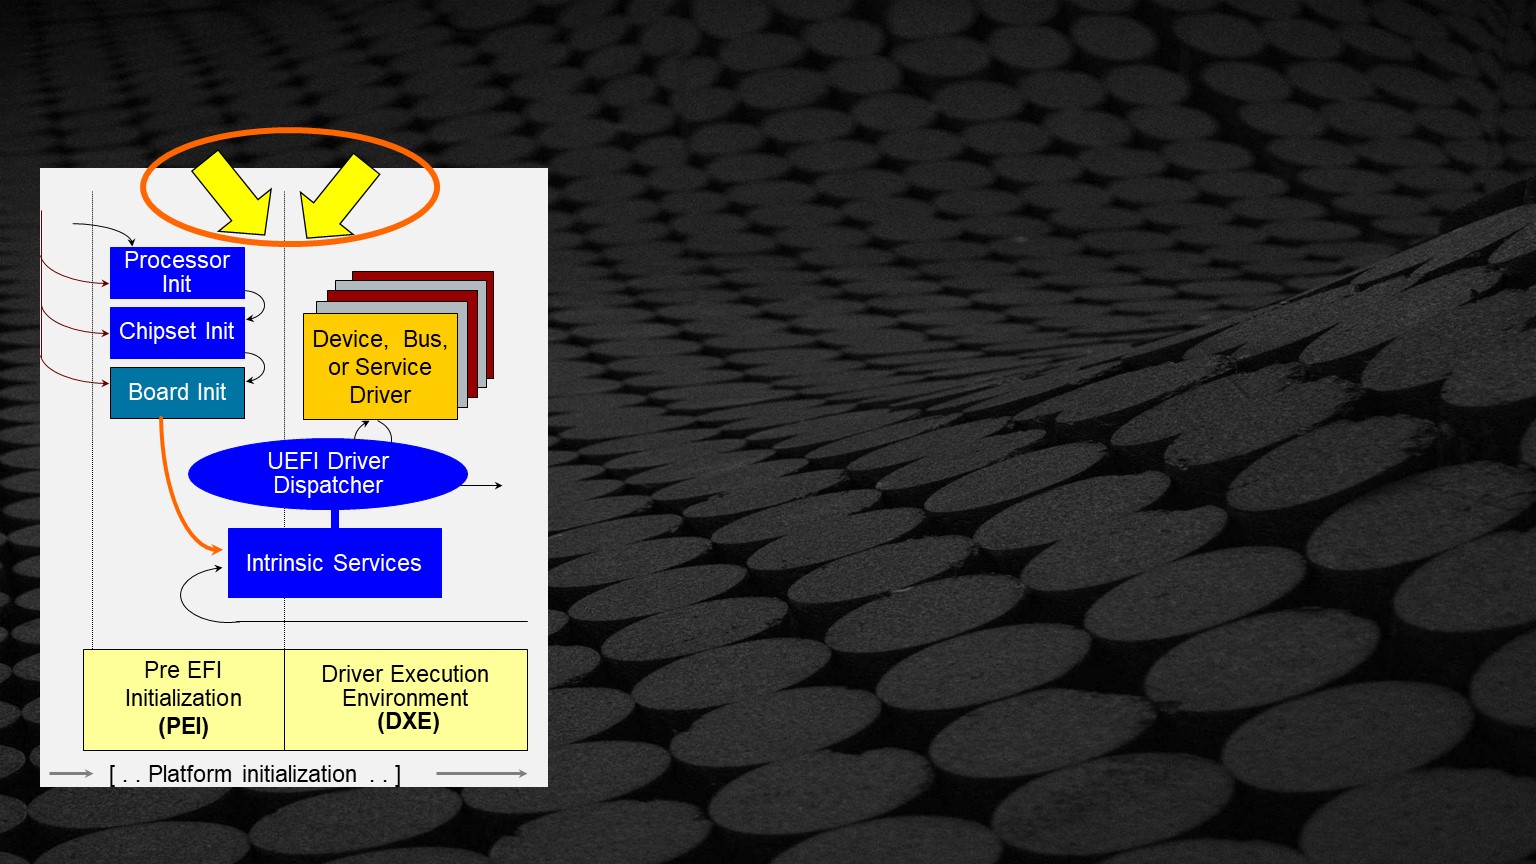 Processor
Init
Chipset Init
Board Init
Device, Bus,
or Service
Driver
UEFI Driver
Dispatcher
Intrinsic Services
Pre EFI
Initialization
(PEI)
Driver Execution
Environment
(DXE)
[ . . Platform initialization . . ]